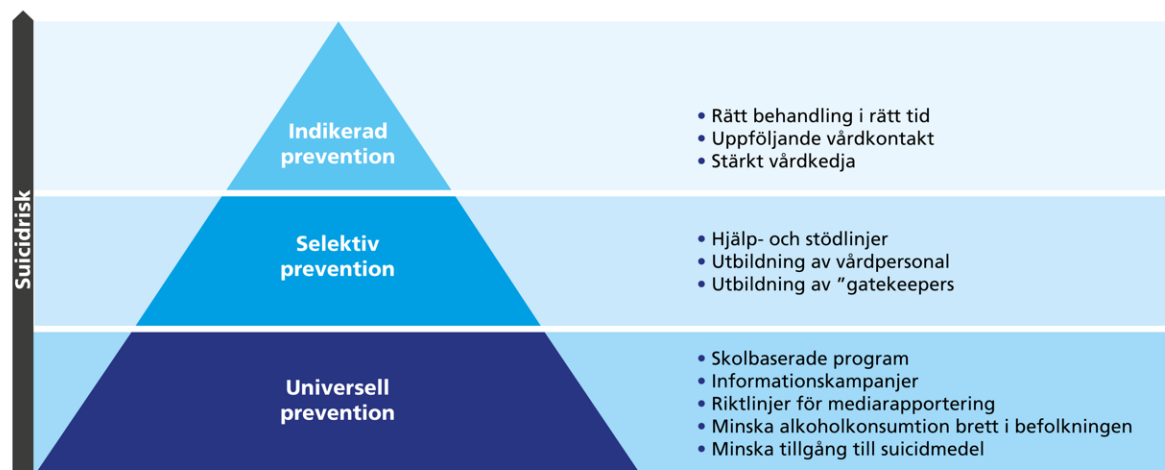 Suicidrisk
Indikerad
prevention
• Rätt behandling i rätt tid
• Uppföljande vårdkontakt
• Stärkt vårdkedja
Selektiv
prevention
• Hjälp- och stödlinjer
• Utbildning av vårdpersonal
• Utbildning av ”gatekeepers
Universell
prevention
• Skolbaserade program
• Informationskampanjer
• Riktlinjer för mediarapportering
• Minska alkoholkonsumtion brett i befolkningen
• Minska tillgång till suicidmedel